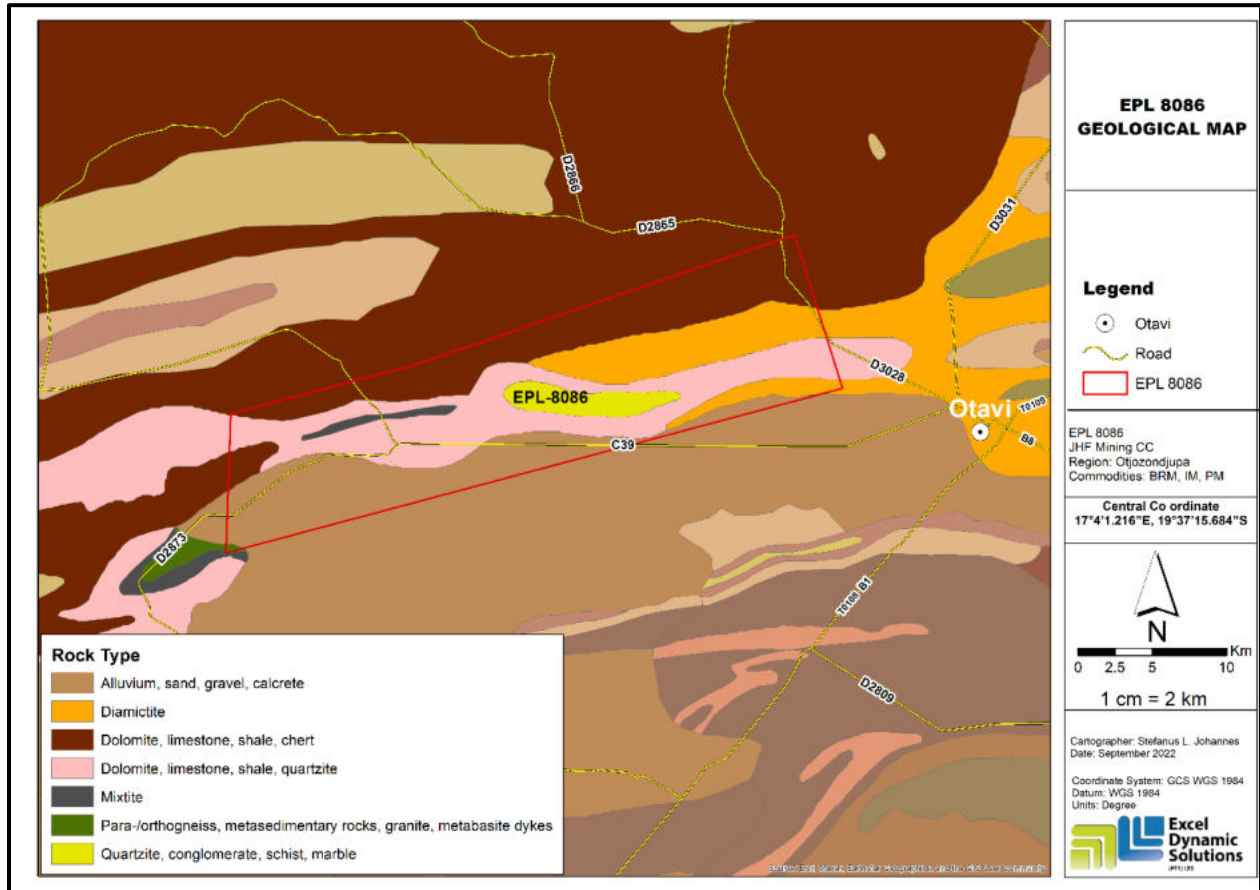 D2866
D2865
D3031
D3028
EPL-8086
Otavi
T0109
B8
C39
D2873
T0108 B1
D2809
Rock Type
Alluvium, sand, gravel, calcrete
Diamictite
Dolomite, limestone, shale, chert
Dolomite, limestone, shale, quartzite
Mixtite
Para-/orthogneiss, metasedimentary rocks, granite, metabasite dykes
Quartzite, conglomerate, schist, marble
EPL 8086
GEOLOGICAL MAP
Legend
Otavi
Road
EPL 8086
EPL 8086
JHF Mining CC
Region: Otjozondjupa
Commodities: BRM, IM, PM
Central Co ordinate
17°4'1.216"E, 19°37'15.684"S
N
Km
0 2.5 5 10
1 cm = 2 km
Cartographer: Stefanus L. Johannes
Date: September 2022
Coordinate System: GCS WGS 1984
Datum: WGS 1984
Units: Degree
Excel
Dynamic
Solutions
(PTY) LTD